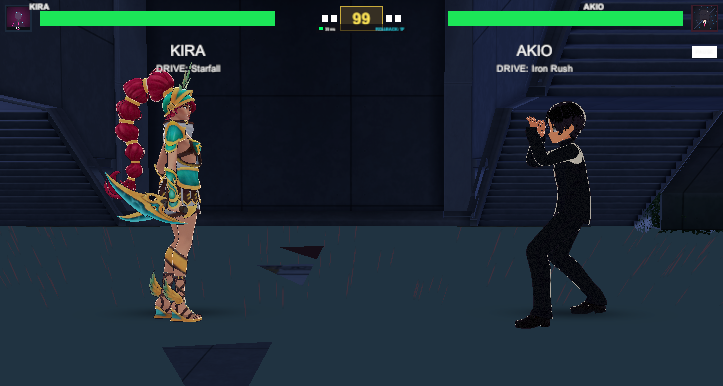 KIRA
AKIO
99
KIRA
AKIO
DRIVE: Starfall
DRIVE: Iron Rush